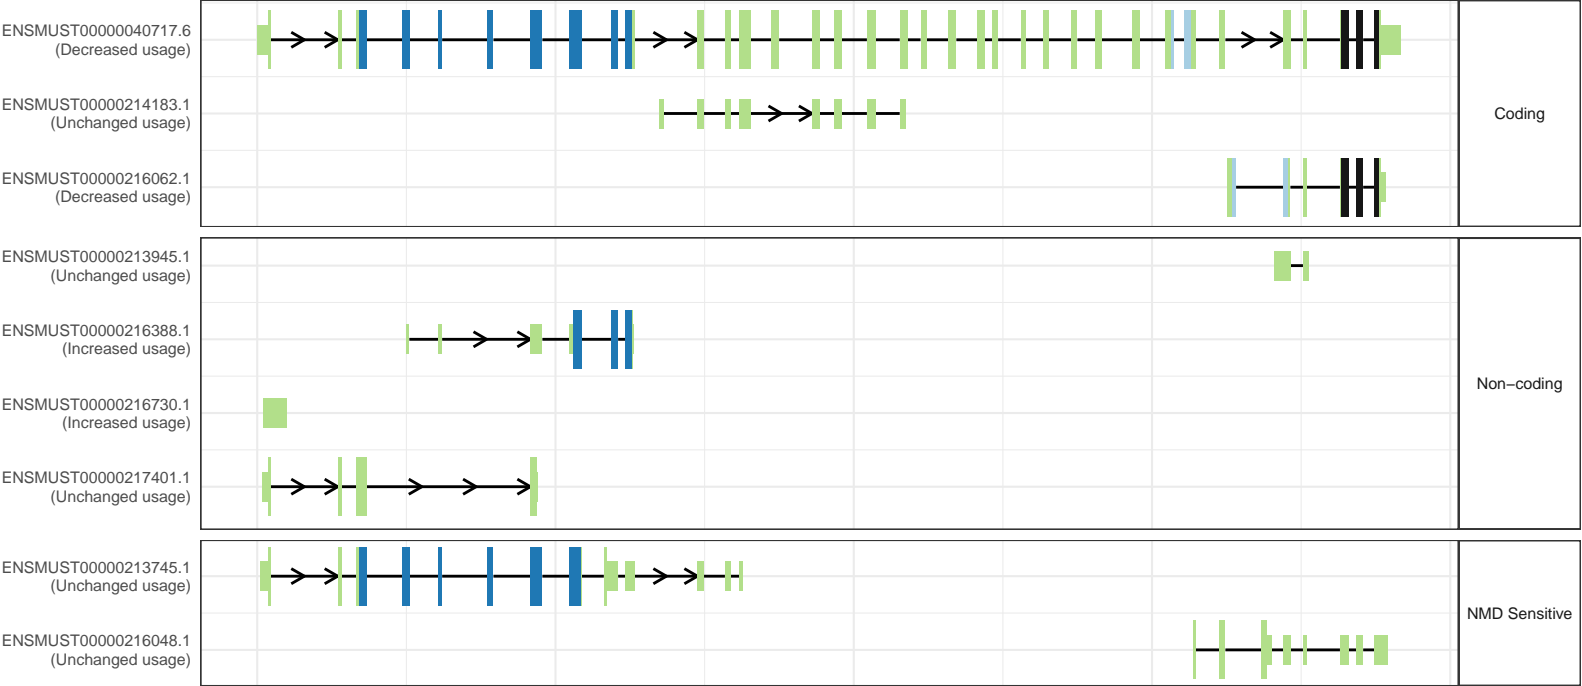 ENSMUST00000040717.6
(Decreased usage)
ENSMUST00000214183.1
(Unchanged usage)
Coding
ENSMUST00000216062.1
(Decreased usage)
ENSMUST00000213945.1
(Unchanged usage)
ENSMUST00000216388.1
(Increased usage)
Non−coding
ENSMUST00000216730.1
(Increased usage)
ENSMUST00000217401.1
(Unchanged usage)
ENSMUST00000213745.1
(Unchanged usage)
NMD Sensitive
ENSMUST00000216048.1
(Unchanged usage)